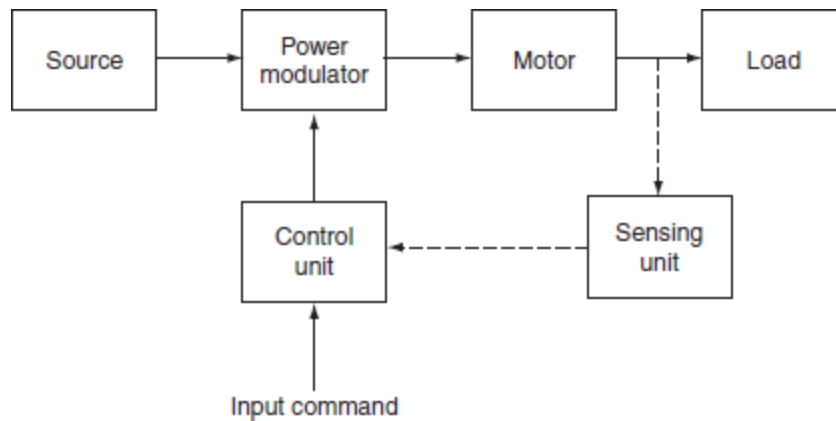 Source
Power
modulator
Motor
Load
Control
unit
Sensing
unit
Input command